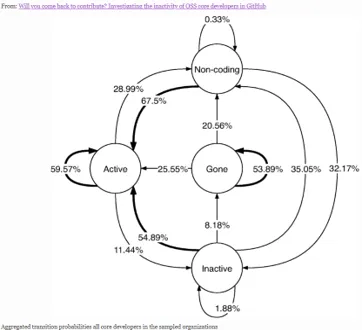 From: Will you come back to contribute? Investigating the inactivity of OSS core developers in GitHub
0.33%
Non-coding
28.99%
67.5%
20.56%
59.57%
Active
25.55%
Gone
53.89%
35.05%
32.17%
8.18%
54.89%
11.44%
Inactive
1.88%
Aggregated transition probabilities all core developers in the sampled organizations